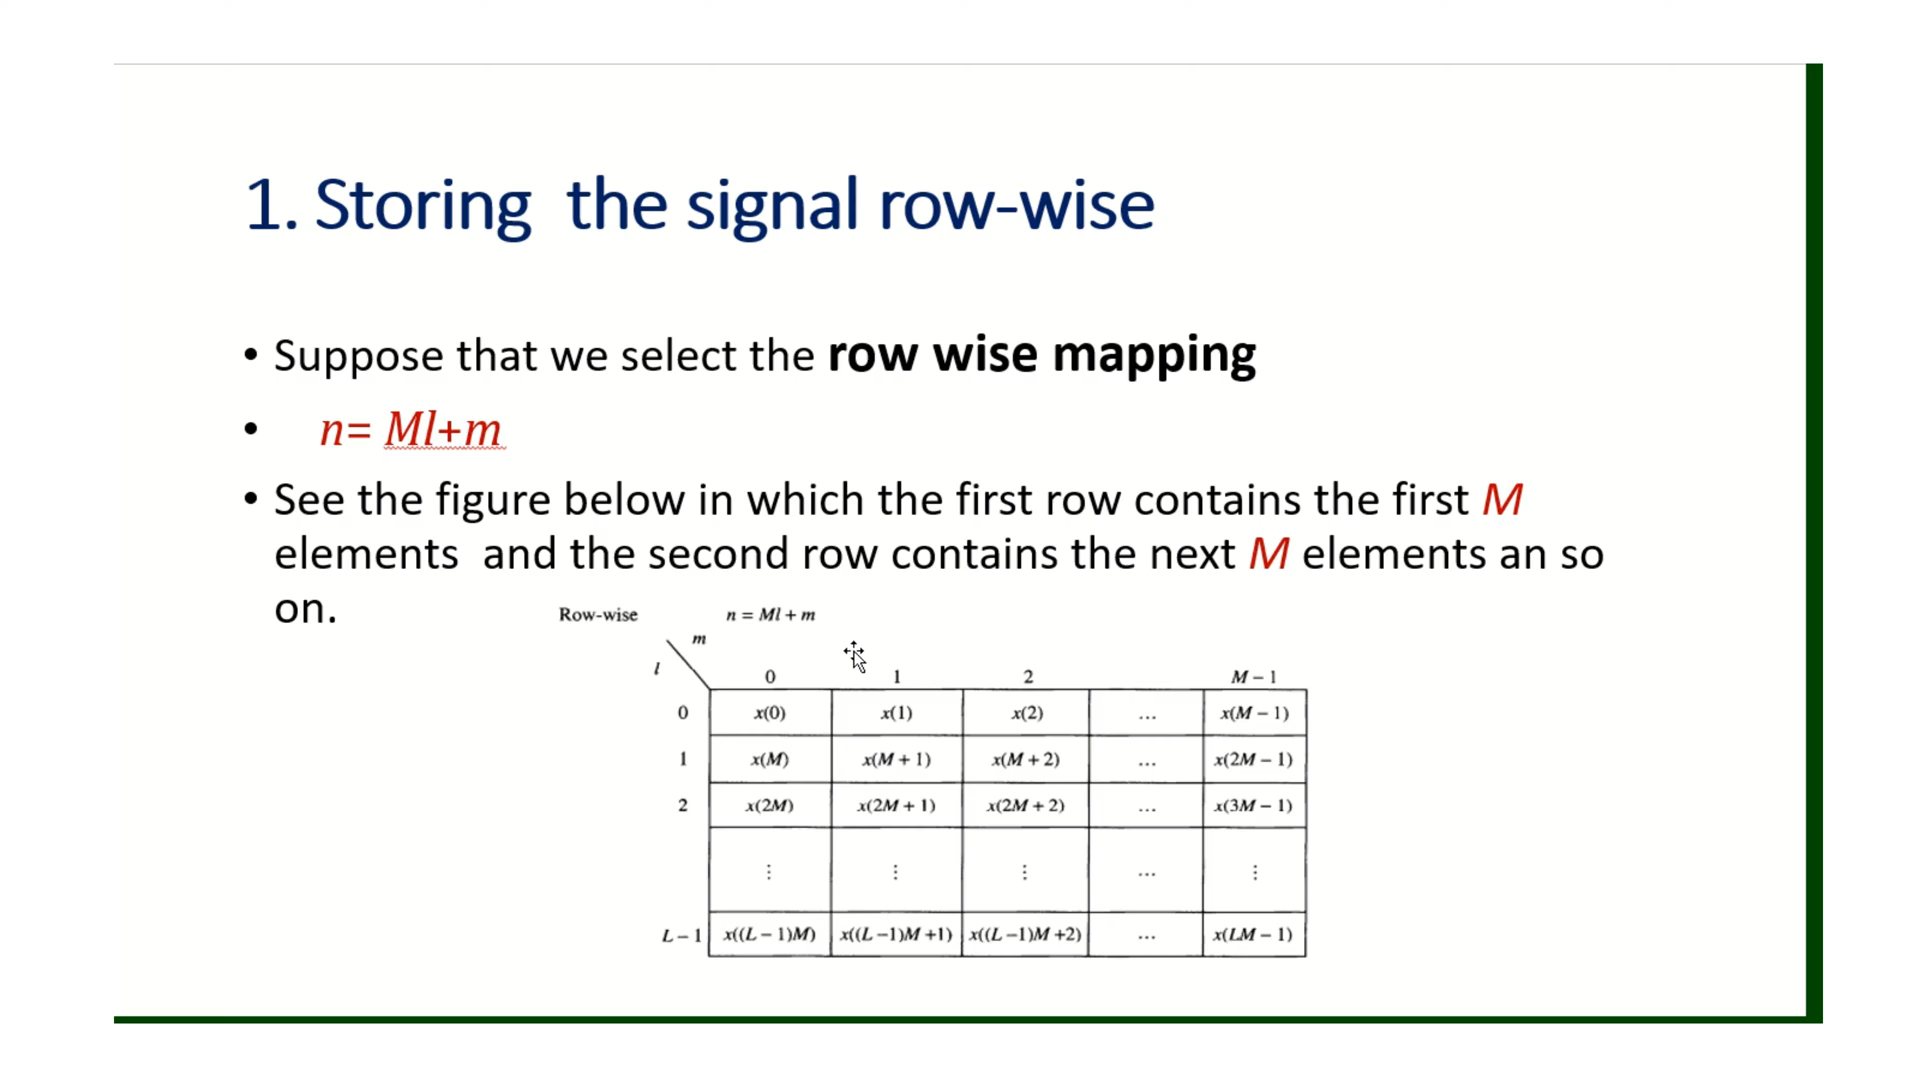 1. Storing the signal row-wise
• Suppose that we select the row wise mapping
• n= Ml+m
• See the figure below in which the first row contains the first M
elements and the second row contains the next M elements an so
on.
Row-wise n = Ml + m
m
l
0 1 2 M − 1
0 x(0) x(1) x(2) ... x(M − 1)
1 x(M) x(M + 1) x(M + 2) ... x(2M − 1)
2 x(2M) x(2M + 1) x(2M + 2) ... x(3M − 1)
⋮ ⋮ ⋮ ... ⋮
L − 1 x((L − 1)M) x((L −1)M +1) x((L −1)M +2) ... x(LM − 1)